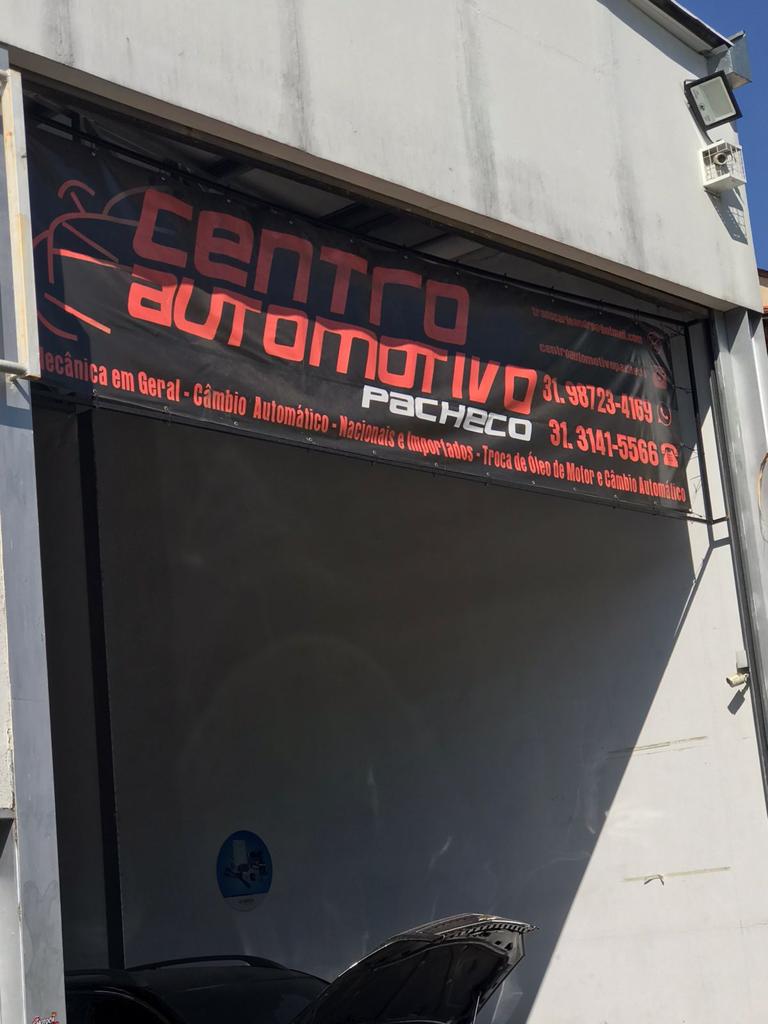 CENTRO
AUTOMOTIVO
PACHECO
31. 98723-4169
31. 3141-5566
Mecânica em Geral - Câmbio Automático - Nacionais e Importados - Troca de Óleo de Motor e Câmbio Automático